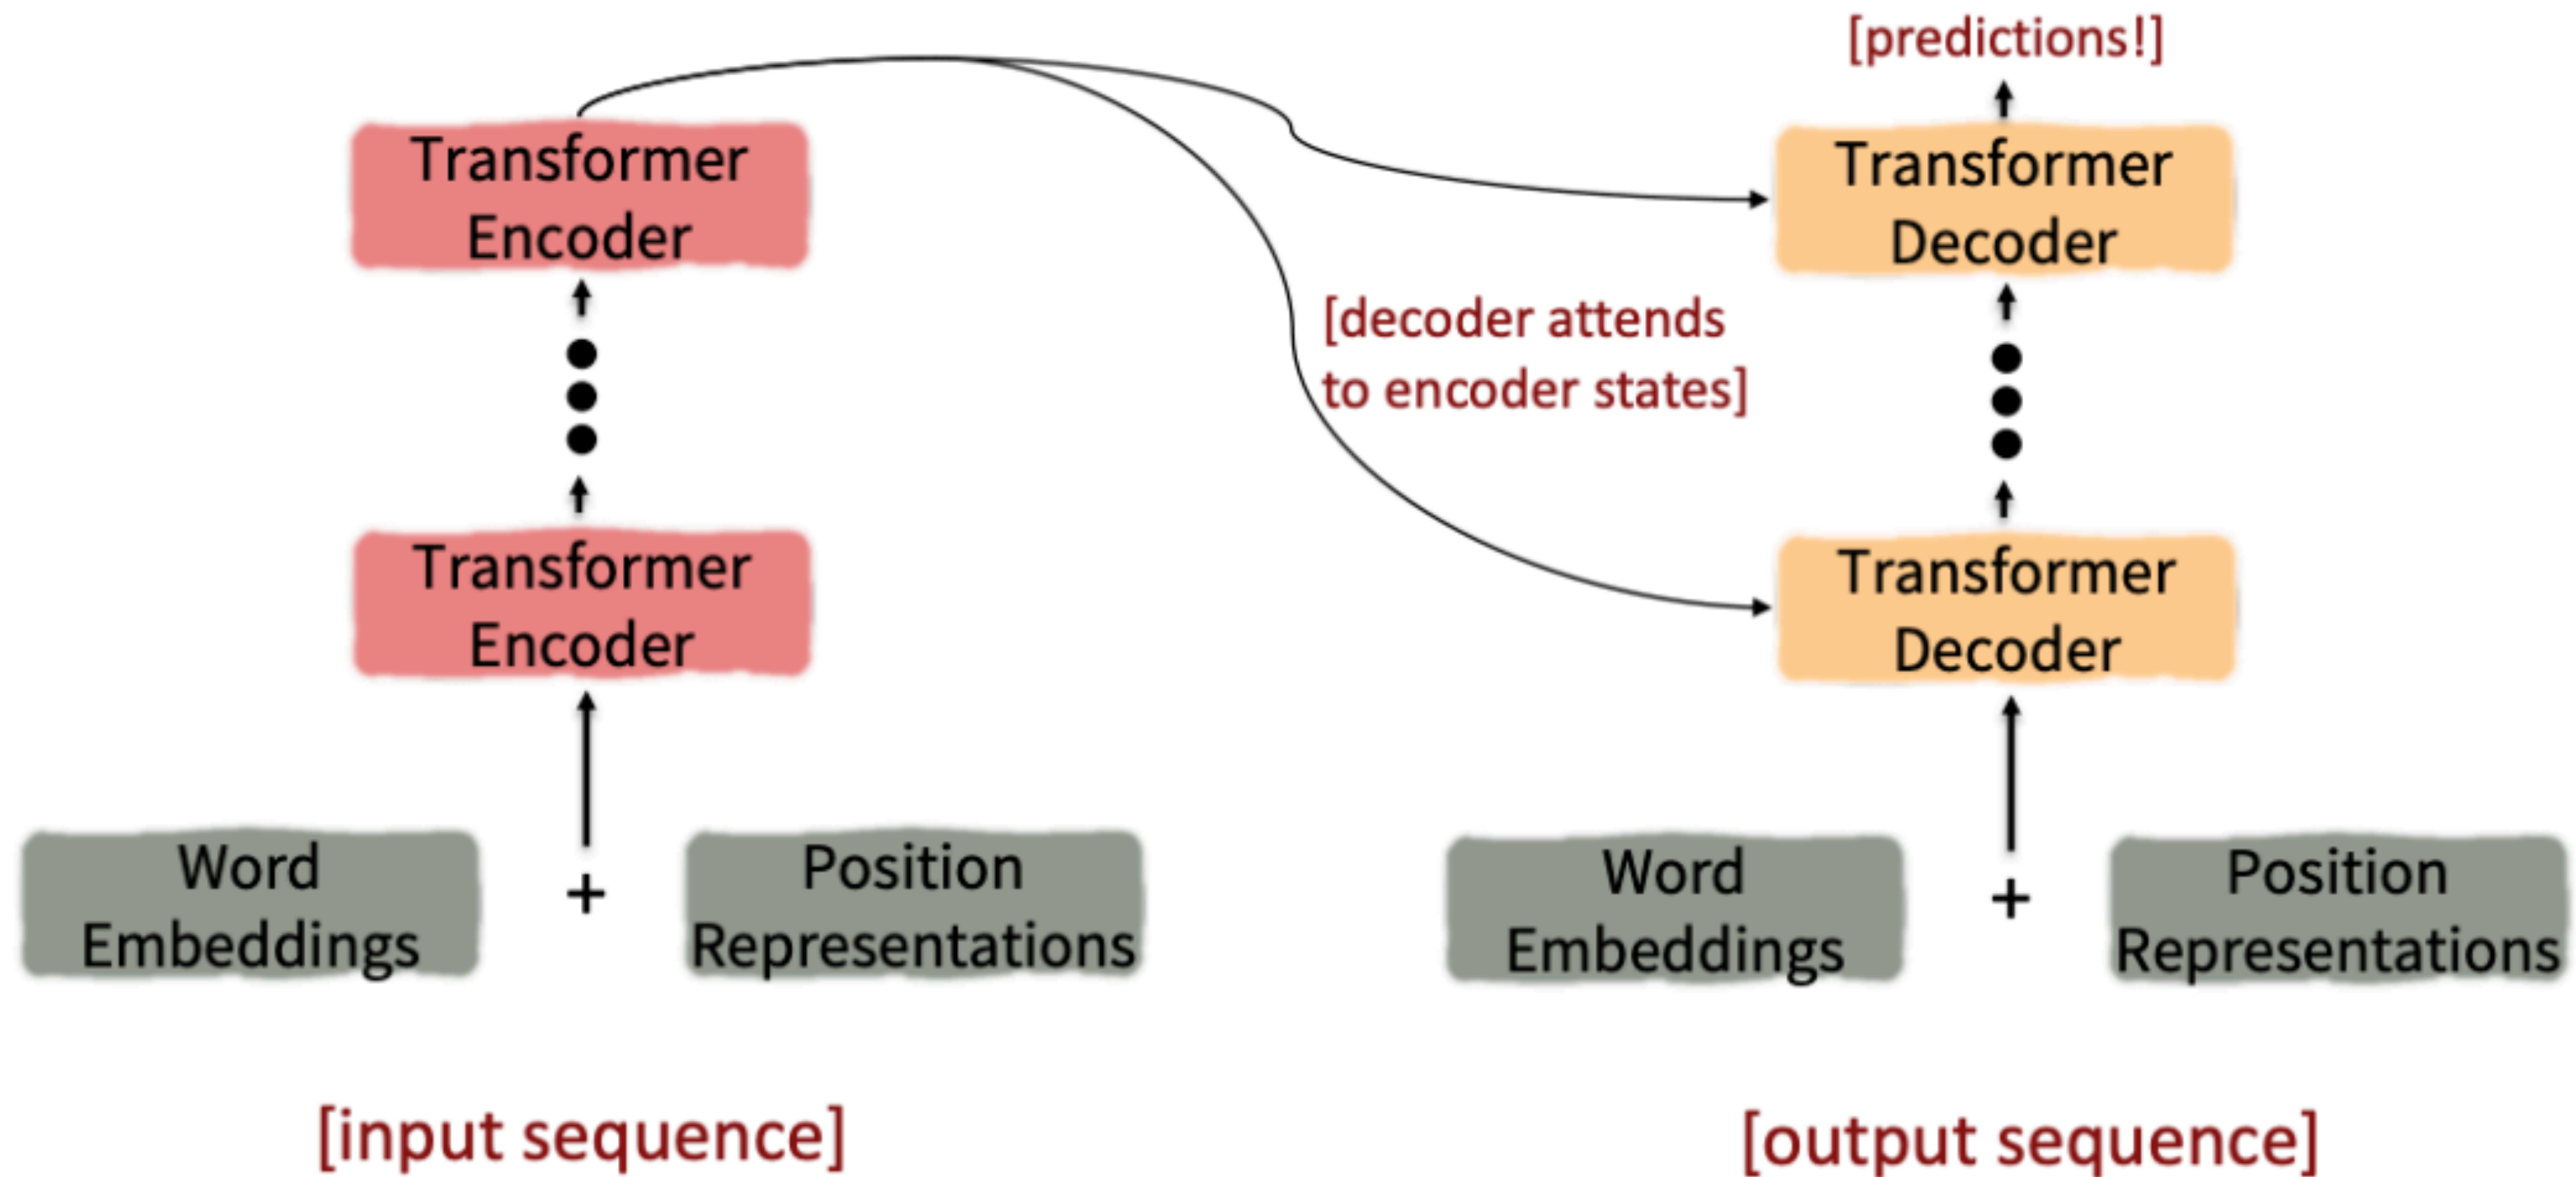 [predictions!]
Transformer
Encoder
Transformer
Decoder
[decoder attends
to encoder states]
Transformer
Encoder
Transformer
Decoder
Word
Embeddings
+
Position
Representations
Word
Embeddings
+
Position
Representations
[input sequence]
[output sequence]